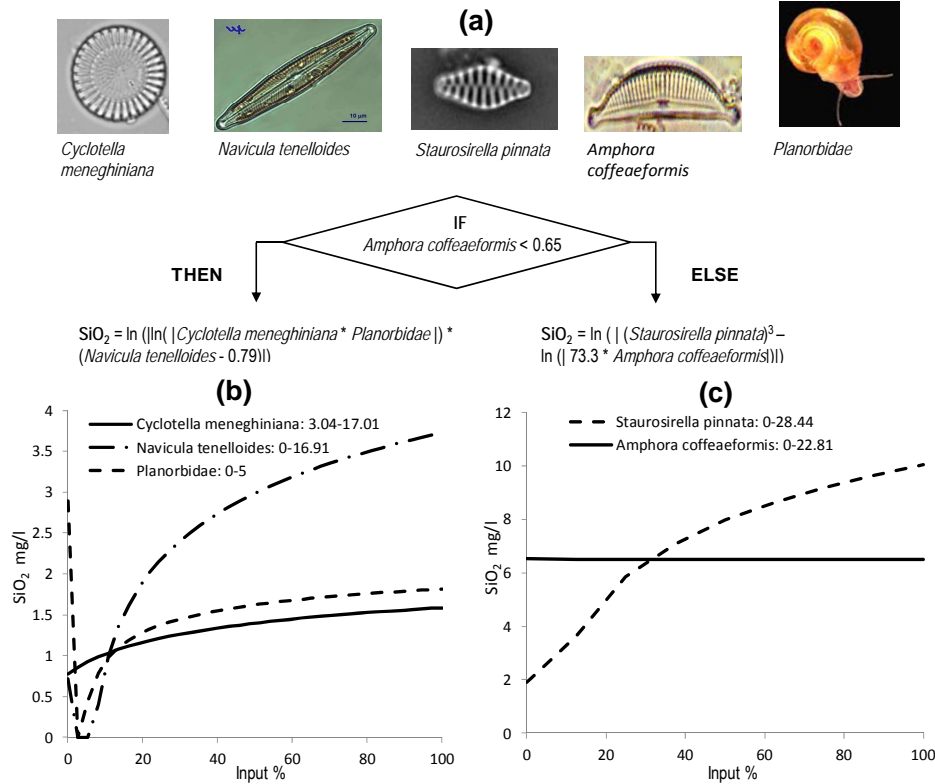 (a)
10 µm
Cyclotella
meneghiniana
Navicula tenelloides
Staurosirella pinnata
Amphora
coffeaeformis
Planorbidae
IF
Amphora coffeaeformis < 0.65
THEN
ELSE
SiO₂ = ln (|ln( |Cyclotella meneghiniana * Planorbidae |) *
(Navicula tenelloides - 0.79)|)
SiO₂ = ln ( | (Staurosirella pinnata)³ –
ln (| 73.3 * Amphora coffeaeformis|)|)
(b)
Cyclotella meneghiniana: 3.04-17.01
Navicula tenelloides: 0-16.91
Planorbidae: 0-5
4
3.5
3
2.5
2
1.5
1
0.5
0
SiO₂ mg/l
0
20
40
60
80
100
Input %
(c)
Staurosirella pinnata: 0-28.44
Amphora coffeaeformis: 0-22.81
12
10
8
6
4
2
0
SiO₂ mg/l
0
20
40
60
80
100
Input %